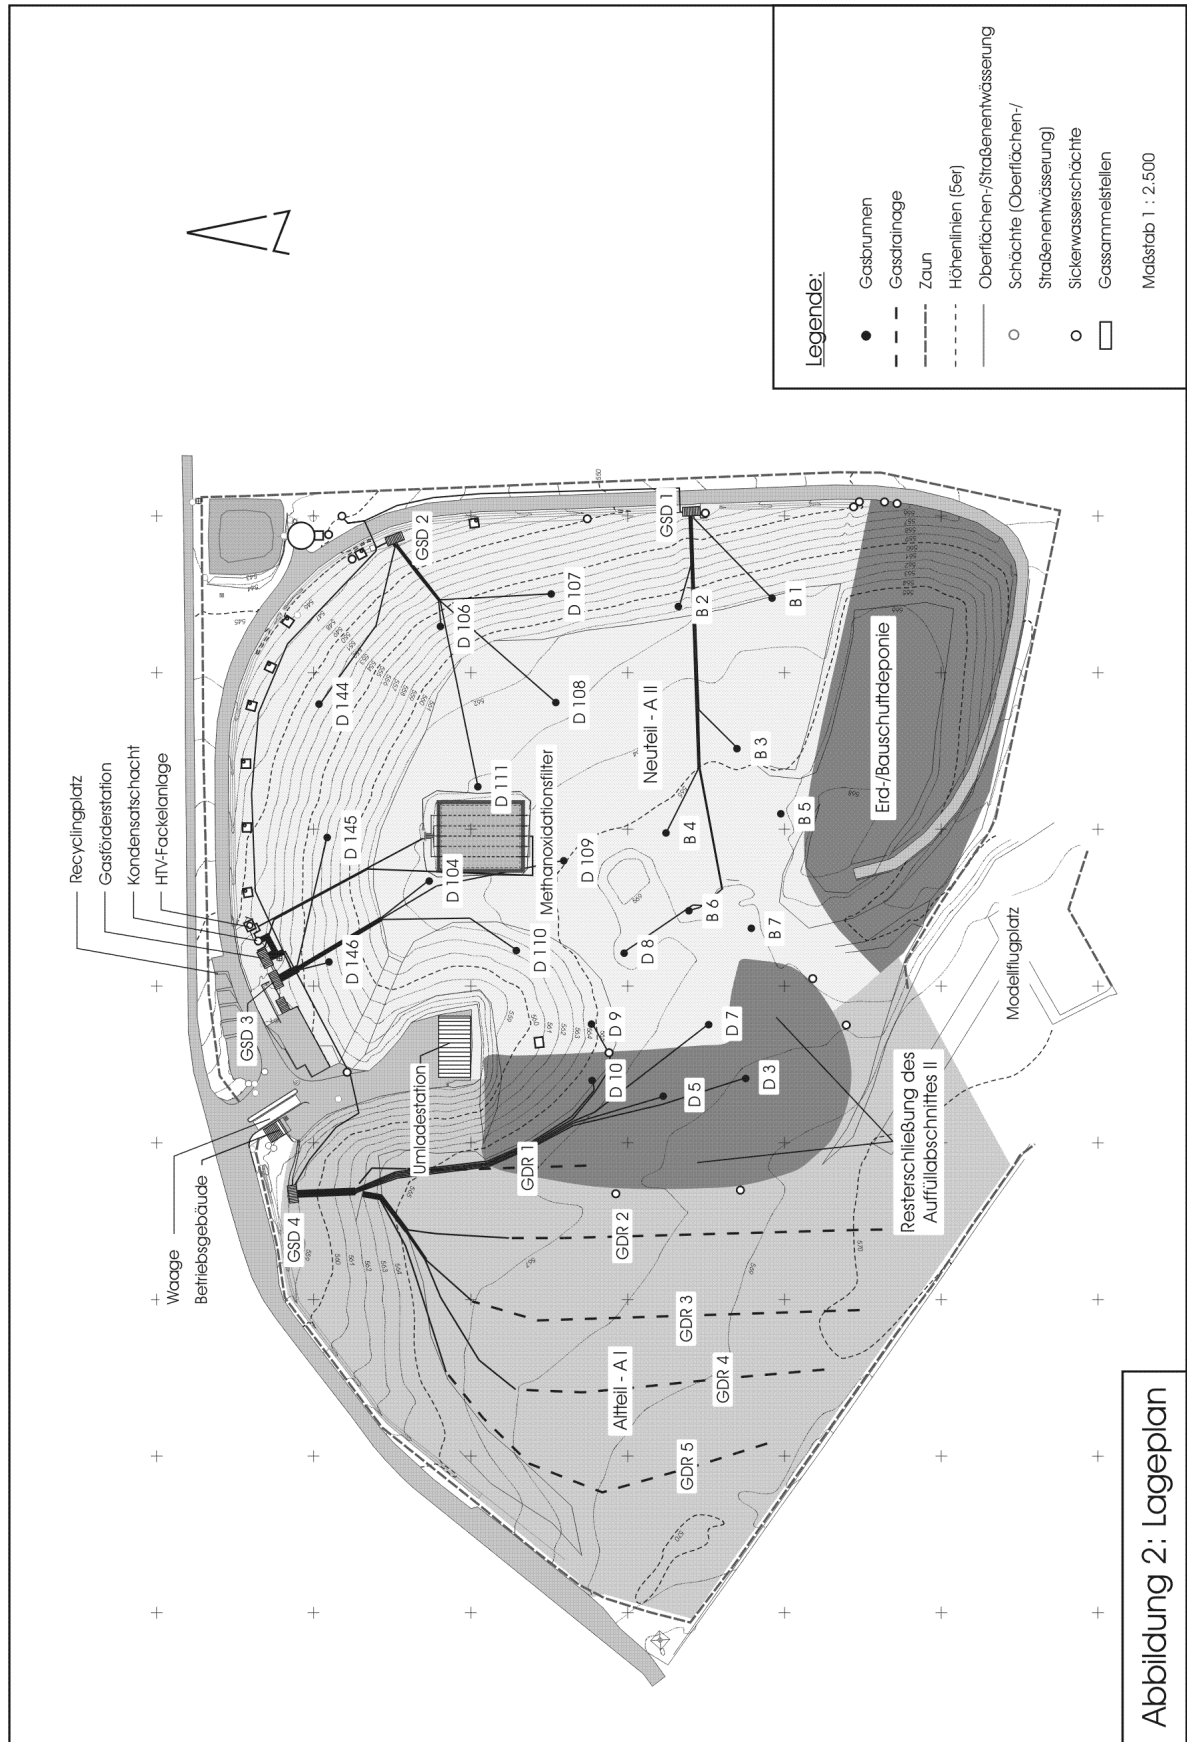 Recyclingplatz
Gasförderstation
Kondensatschacht
HTV-Fackelanlage
Waage
Betriebsgebäude
GSD 4
GSD 3
GSD 2
GSD 1
D 144
D 145
D 146
D 104
D 106
D 107
D 108
D 109
D 110
D 111
Methanoxidationsfilter
Umladestation
Neuteil - A II
B 1
B 2
B 3
B 4
B 5
B 6
B 7
D 8
D 9
D 10
D 7
D 5
D 3
GDR 1
GDR 2
GDR 3
GDR 4
GDR 5
Altteil - A I
Erd-/Bauschuttdeponie
Modellflugplatz
Resterschließung des
Auffüllabschnittes II
Legende:
Gasbrunnen
Gasdrainage
Zaun
Höhenlinien (5er)
Oberflächen-/Straßenentwässerung
Schächte (Oberflächen-/
Straßenentwässerung)
Sickerwasserschächte
Gassammelstellen
Maßstab 1 : 2.500
Abbildung 2: Lageplan